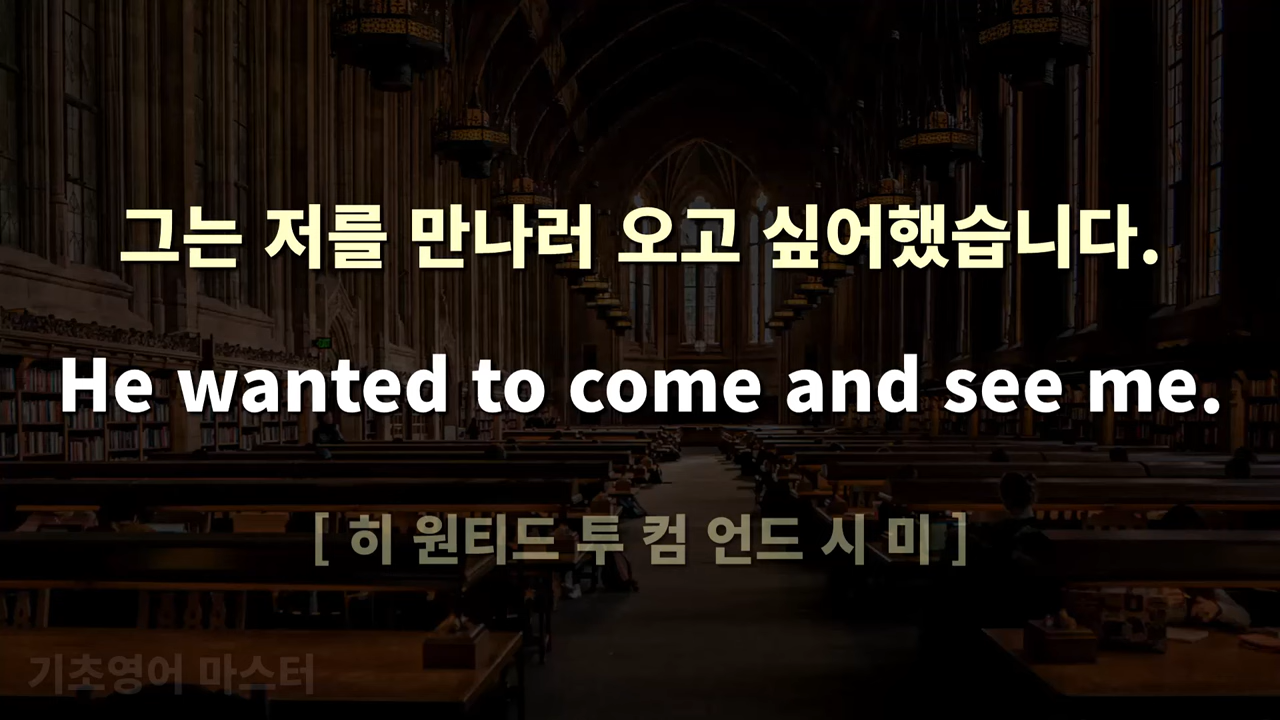 그는 저를 만나러 오고 싶어했습니다.
He wanted to come and see me.
[ 히 원티드 투 컴 언드 시 미 ]
기초영어 마스터